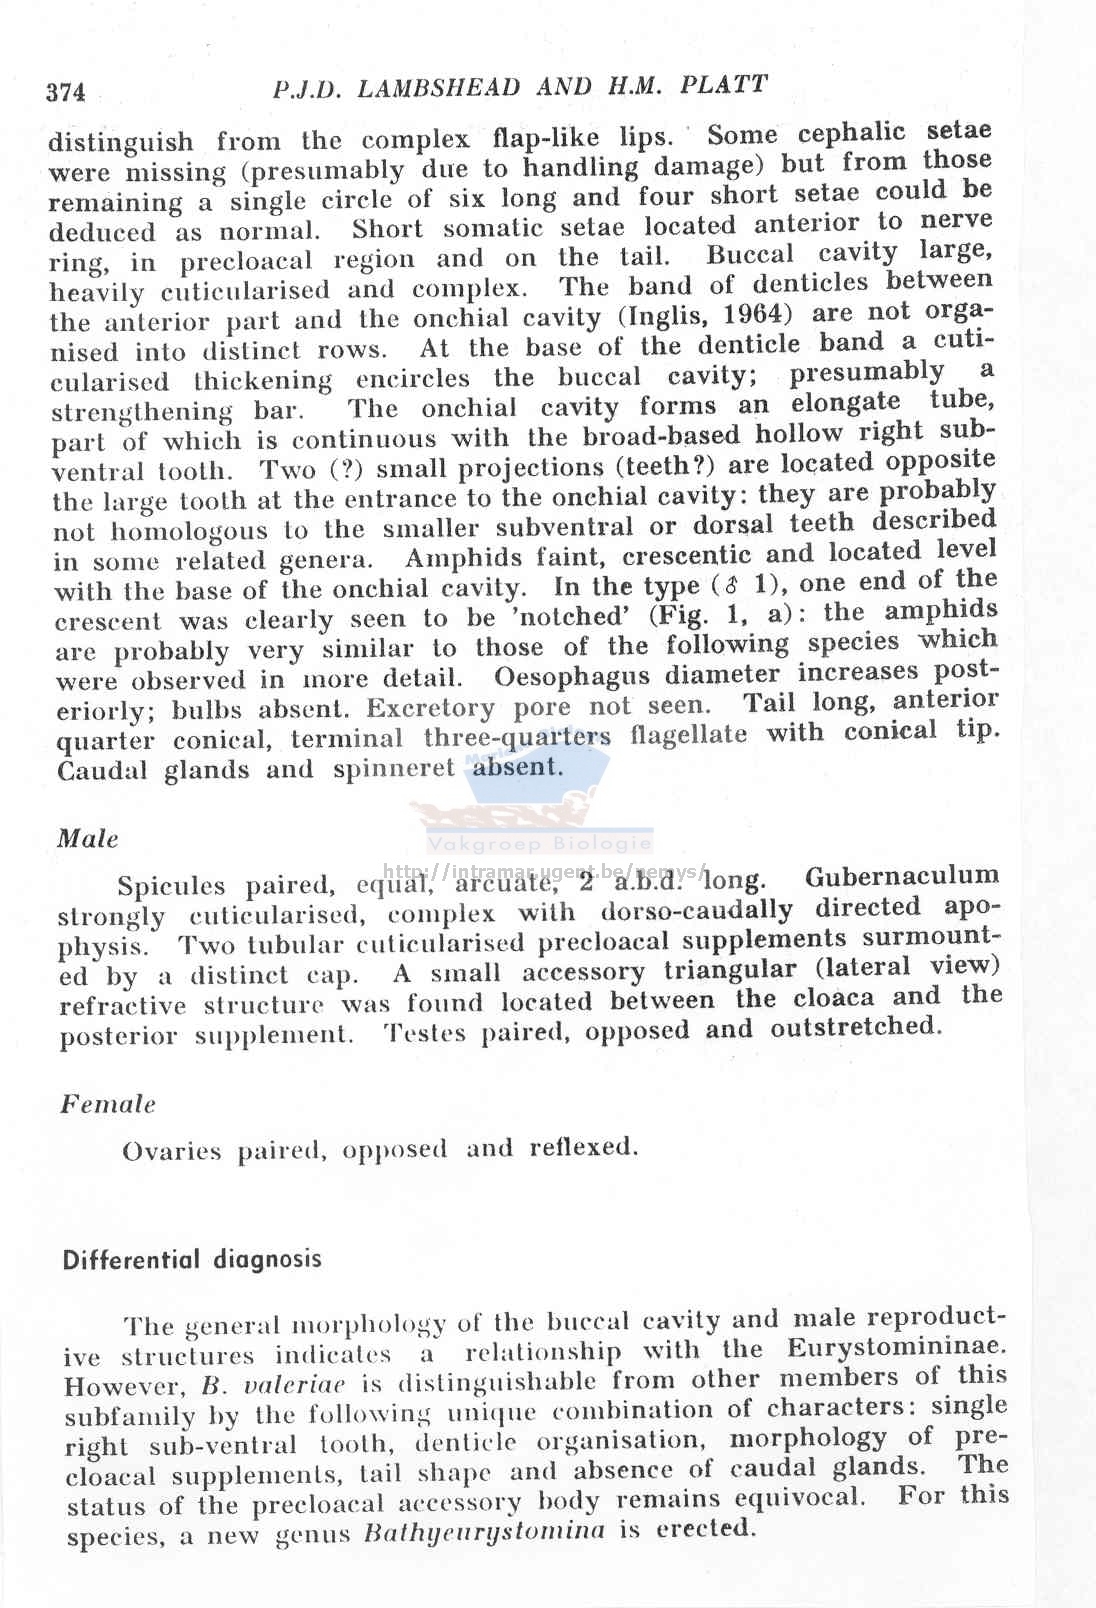 374 P.J.D. LAMBSHEAD AND H.M. PLATT
distinguish from the complex flap-like lips. Some cephalic setae
were missing (presumably due to handling damage) but from those
remaining a single circle of six long and four short setae could be
deduced as normal. Short somatic setae located anterior to nerve
ring, in precloacal region and on the tail. Buccal cavity large,
heavily cuticularised and complex. The band of denticles between
the anterior part and the onchial cavity (Inglis, 1964) are not orga-
nised into distinct rows. At the base of the denticle band a cuti-
cularised thickening encircles the buccal cavity; presumably a
strengthening bar. The onchial cavity forms an elongate tube,
part of which is continuous with the broad-based hollow right sub-
ventral tooth. Two (?) small projections (teeth?) are located opposite
the large tooth at the entrance to the onchial cavity: they are probably
not homologous to the smaller subventral or dorsal teeth described
in some related genera. Amphids faint, crescentic and located level
with the base of the onchial cavity. In the type (♂ 1), one end of the
crescent was clearly seen to be 'notched' (Fig. 1, a): the amphids
are probably very similar to those of the following species which
were observed in more detail. Oesophagus diameter increases post-
eriorly; bulbs absent. Excretory pore not seen. Tail long, anterior
quarter conical, terminal three-quarters flagellate with conical tip.
Caudal glands and spinneret absent.
Male
Vakgroep Biologie
http://intramar.ugent.be/nemys/
Spicules paired, equal, arcuate, 2 a.b.d. long. Gubernaculum
strongly cuticularised, complex with dorso-caudally directed apo-
physis. Two tubular cuticularised precloacal supplements surmount-
ed by a distinct cap. A small accessory triangular (lateral view)
refractive structure was found located between the cloaca and the
posterior supplement. Testes paired, opposed and outstretched.
Female
Ovaries paired, opposed and reflexed.
Differential diagnosis
The general morphology of the buccal cavity and male reproduct-
ive structures indicates a relationship with the Eurystomininae.
However, B. valeriae is distinguishable from other members of this
subfamily by the following unique combination of characters: single
right sub-ventral tooth, denticle organisation, morphology of pre-
cloacal supplements, tail shape and absence of caudal glands. The
status of the precloacal accessory body remains equivocal. For this
species, a new genus Bathyeurystomina is erected.